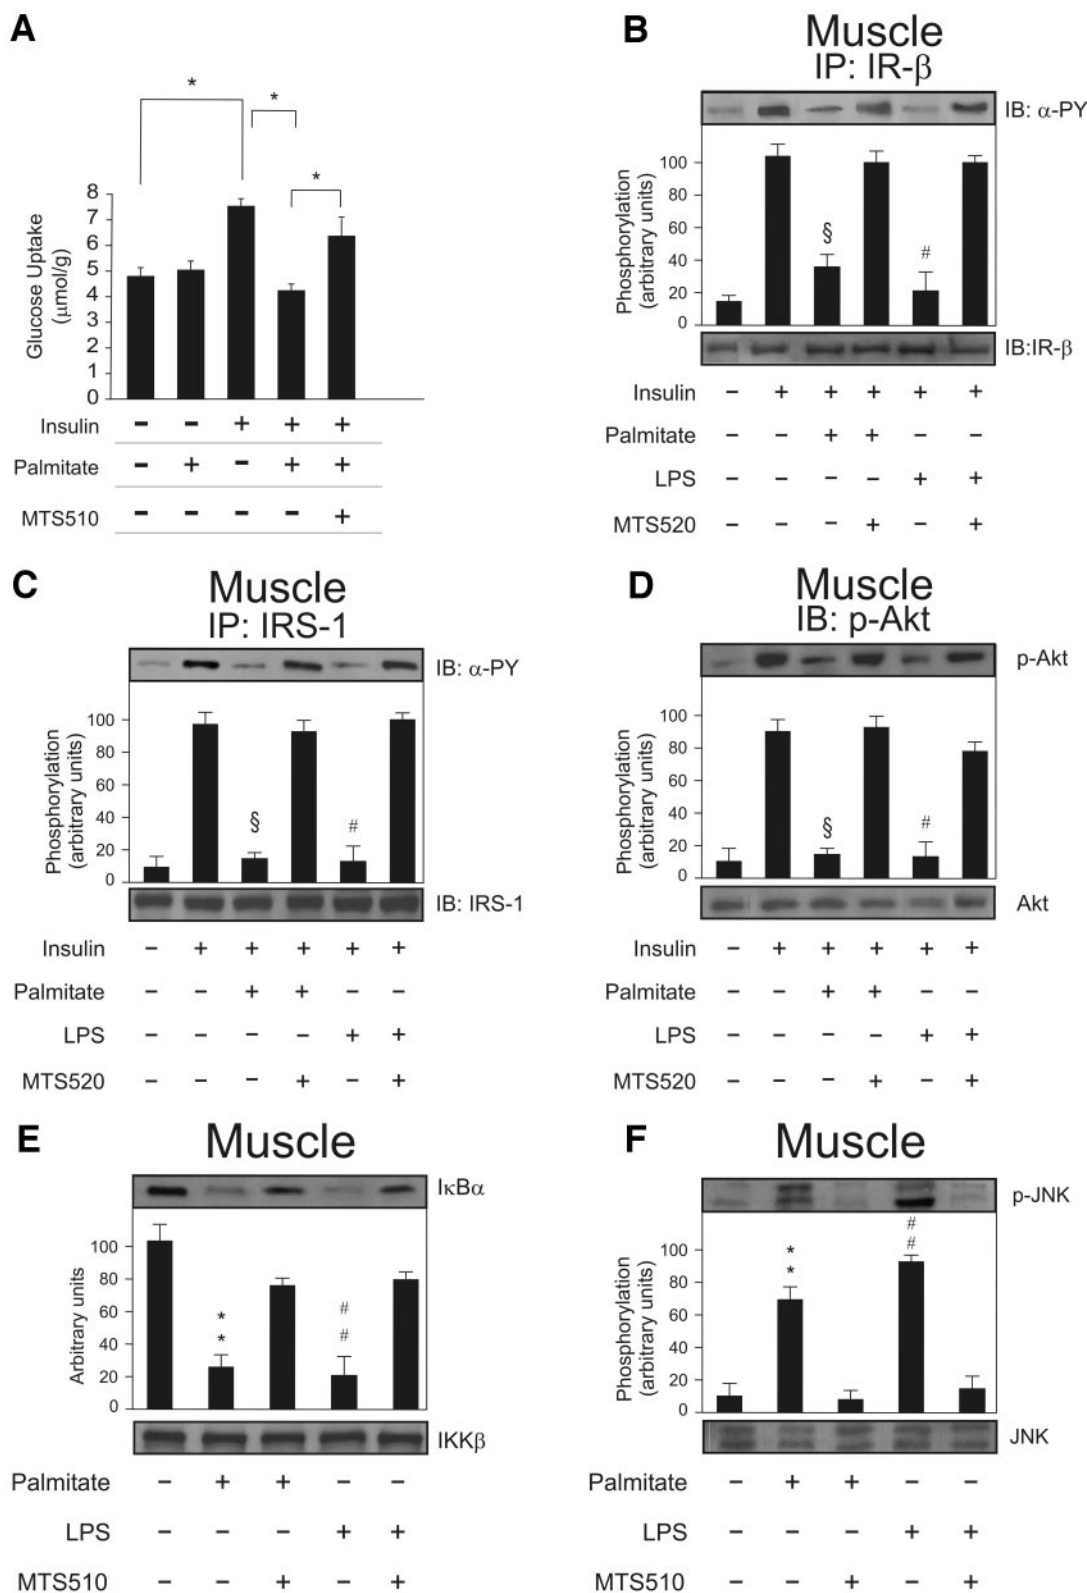 A
*
*
*
8
7
6
5
4
3
2
1
0
Glucose Uptake
(μmol/g)
Insulin − − + + +
Palmitate − + − + +
MTS510 − − − − +
B
Muscle
IP: IR-β
IB: α-PY
100
80
60
40
20
0
Phosphorylation
(arbitrary units)
§
#
IB:IR-β
Insulin − + + + + +
Palmitate − − + + − −
LPS − − − − + +
MTS520 − − − + − +
C
Muscle
IP: IRS-1
IB: α-PY
100
80
60
40
20
0
Phosphorylation
(arbitrary units)
§
#
IB: IRS-1
Insulin − + + + + +
Palmitate − − + + − −
LPS − − − − + +
MTS520 − − − + − +
D
Muscle
IB: p-Akt
p-Akt
100
80
60
40
20
0
Phosphorylation
(arbitrary units)
§
#
Akt
Insulin − + + + + +
Palmitate − − + + − −
LPS − − − − + +
MTS520 − − − + − +
E
Muscle
IκBα
100
80
60
40
20
0
Arbitrary units
*
*
#
#
IKKβ
Palmitate − + + − −
LPS − − − + +
MTS510 − − + − +
F
Muscle
p-JNK
100
80
60
40
20
0
Phosphorylation
(arbitrary units)
*
*
#
#
JNK
Palmitate − + + − −
LPS − − − + +
MTS510 − − + − +